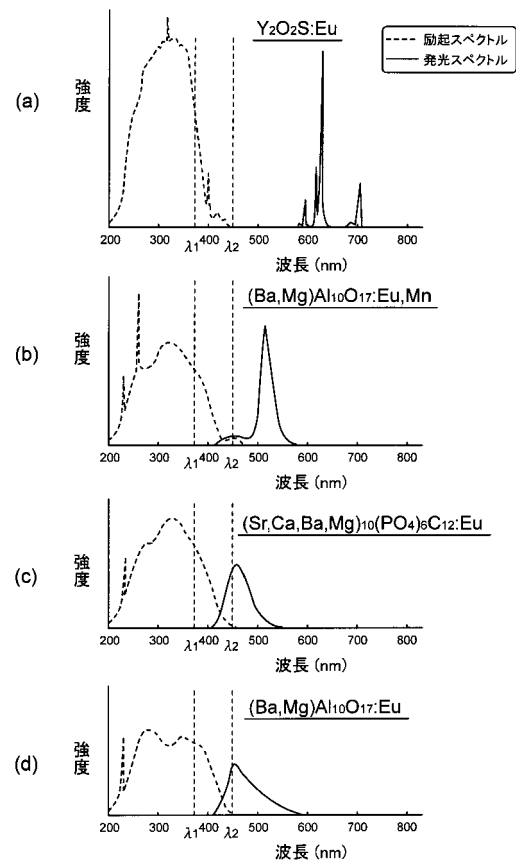 Y₂O₂S:Eu
励起スペクトル
発光スペクトル
(a)
強度
200 300 λ1 400 λ2 500 600 700 800
波長 (nm)
(Ba,Mg)Al₁₀O₁₇:Eu,Mn
(b)
強度
200 300 λ1 400 λ2 500 600 700 800
波長 (nm)
(Sr,Ca,Ba,Mg)₁₀(PO₄)₆C₁₂:Eu
(c)
強度
200 300 λ1 400 λ2 500 600 700 800
波長 (nm)
(Ba,Mg)Al₁₀O₁₇:Eu
(d)
強度
200 300 λ1 400 λ2 500 600 700 800
波長 (nm)